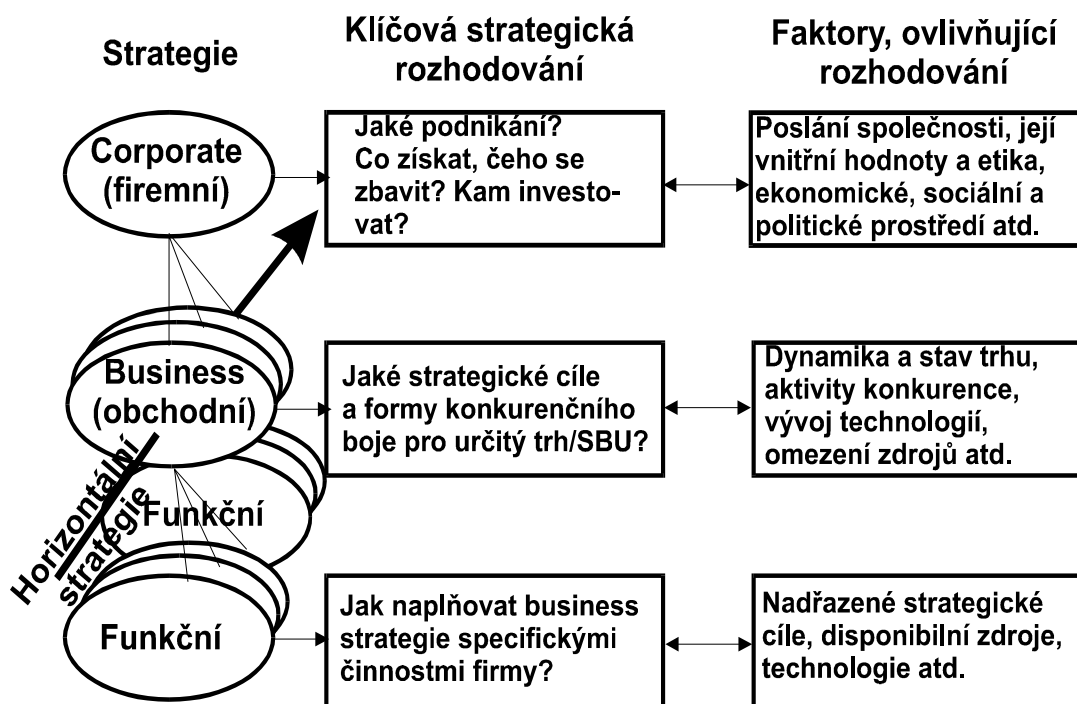 Strategie
Klíčová strategická
rozhodování
Faktory, ovlivňující
rozhodování
Corporate
(firemní)
Jaké podnikání?
Co získat, čeho se
zbavit? Kam investo-
vat?
Poslání společnosti, její
vnitřní hodnoty a etika,
ekonomické, sociální a
politické prostředí atd.
Business
(obchodní)
Jaké strategické cíle
a formy konkurenčního
boje pro určitý trh/SBU?
Dynamika a stav trhu,
aktivity konkurence,
vývoj technologií,
omezení zdrojů atd.
Horizontální
strategie
Funkční
Funkční
Jak naplňovat business
strategie specifickými
činnostmi firmy?
Nadřazené strategické
cíle, disponibilní zdroje,
technologie atd.